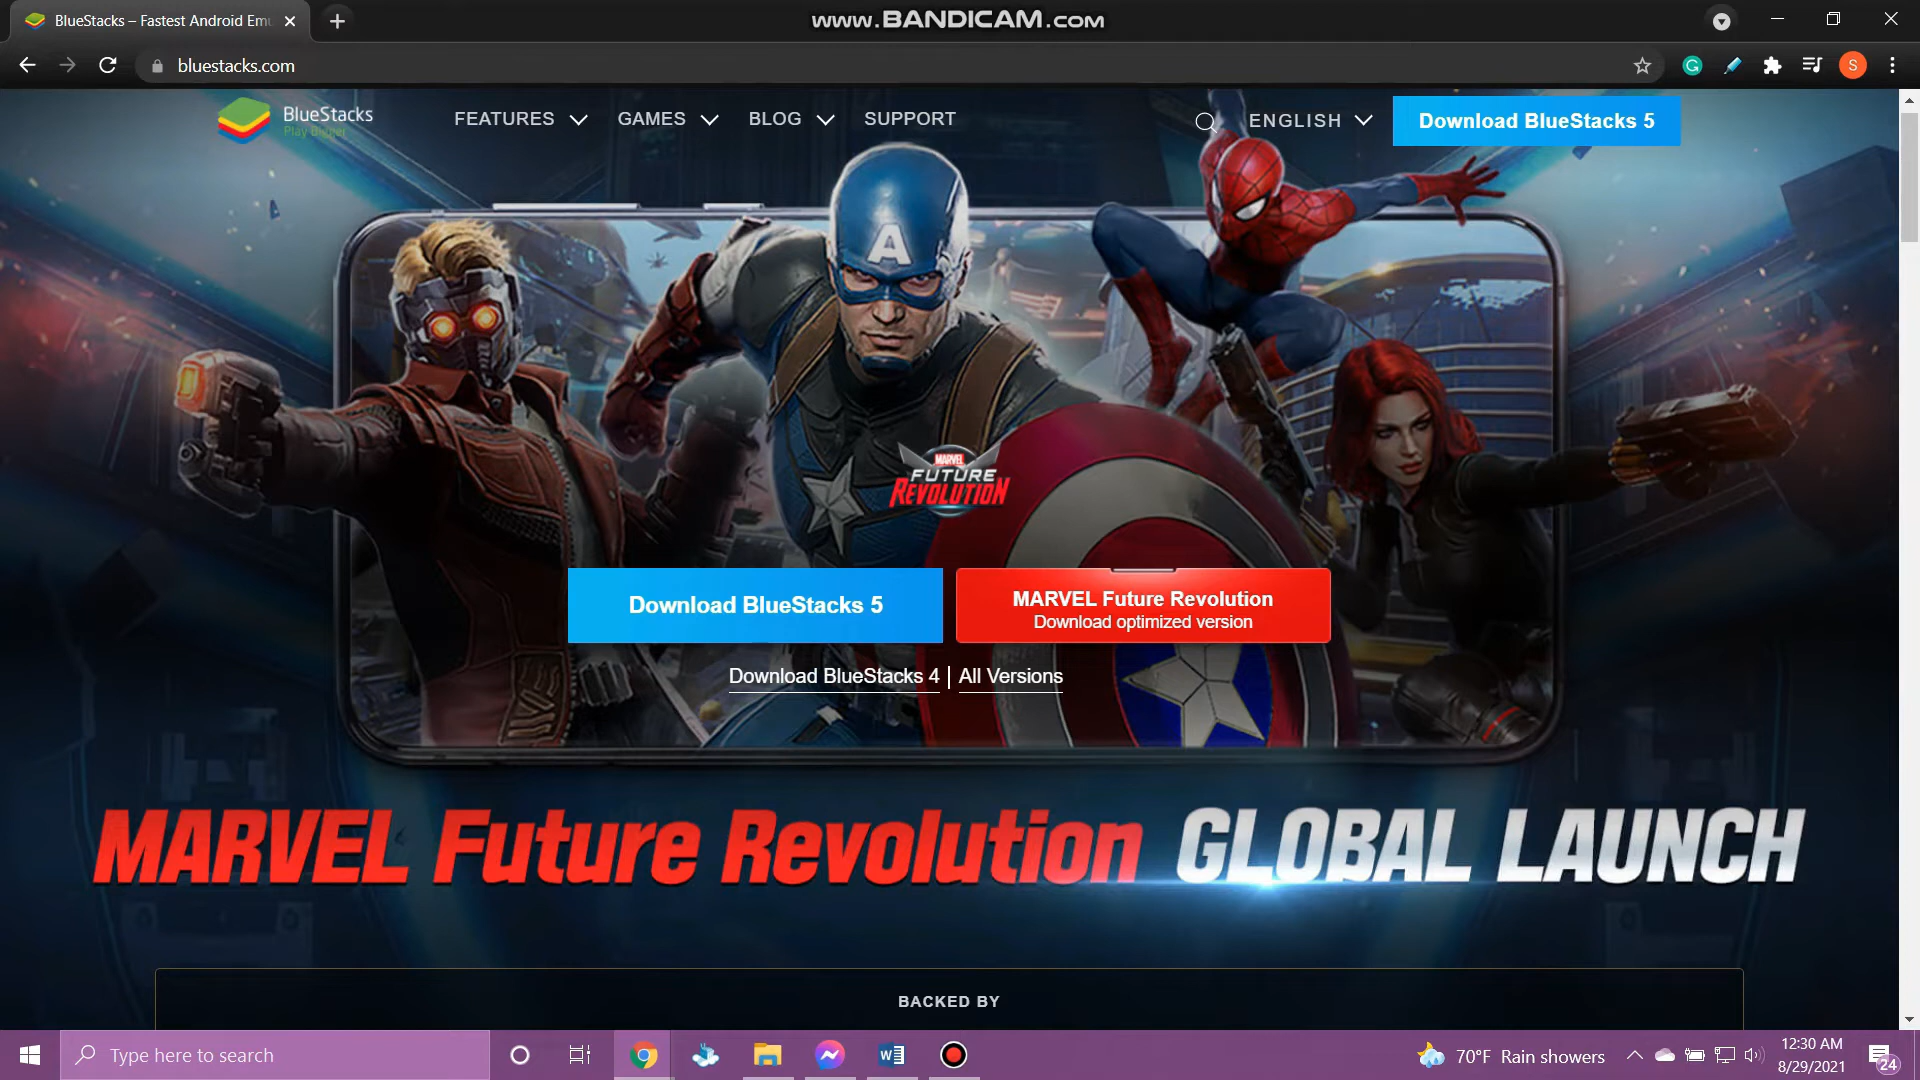 BlueStacks – Fastest Android Emu
www.BANDICAM.com
bluestacks.com
S
BlueStacks
Play Bigger
FEATURES
GAMES
BLOG
SUPPORT
ENGLISH
Download BlueStacks 5
A
MARVEL
FUTURE
REVOLUTION
Download BlueStacks 5
MARVEL Future Revolution
Download optimized version
Download BlueStacks 4 | All Versions
MARVEL Future Revolution GLOBAL LAUNCH
BACKED BY
Type here to search
70°F Rain showers
12:30 AM
8/29/2021
24